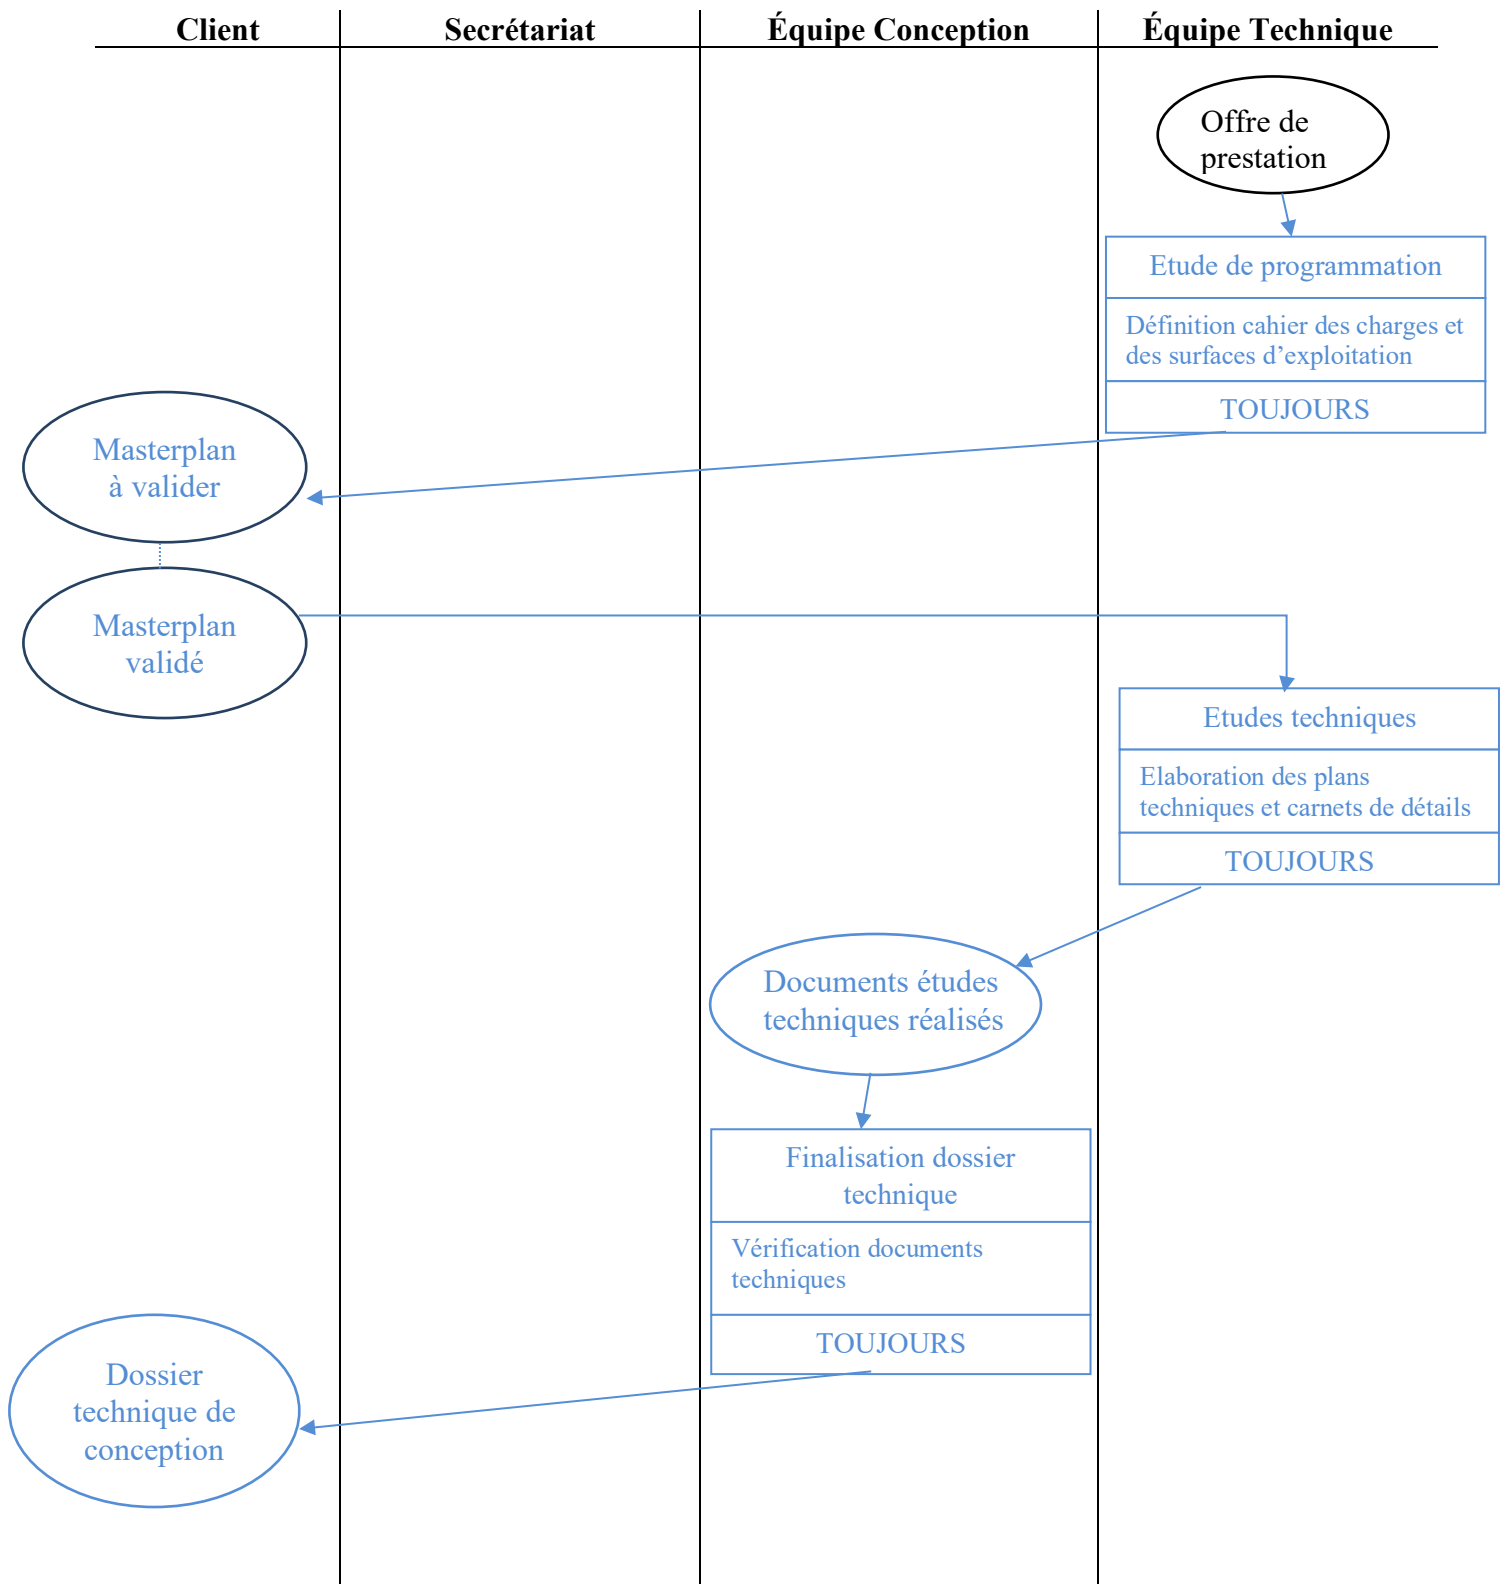 Client
Secrétariat
Équipe Conception
Équipe Technique
Offre de
prestation
Etude de programmation
Définition cahier des charges et
des surfaces d’exploitation
TOUJOURS
Masterplan
à valider
Masterplan
validé
Etudes techniques
Elaboration des plans
techniques et carnets de détails
TOUJOURS
Documents études
techniques réalisés
Finalisation dossier
technique
Vérification documents
techniques
TOUJOURS
Dossier
technique de
conception